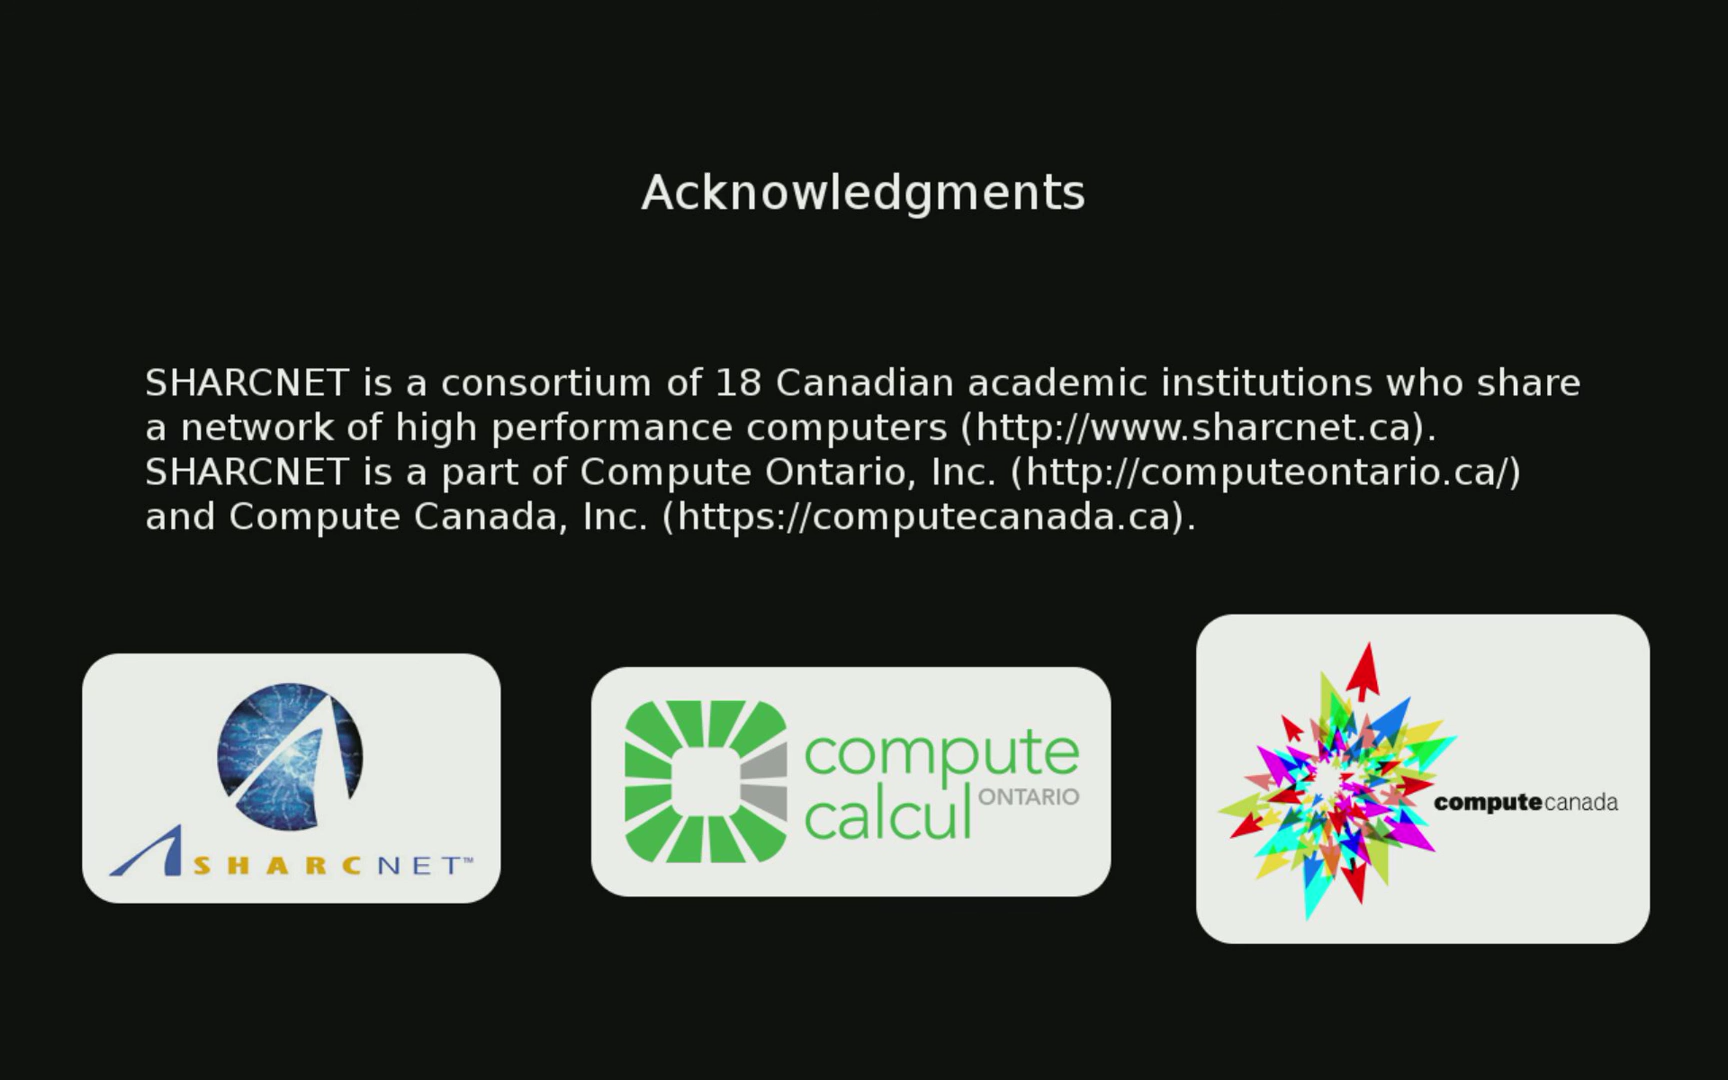 Acknowledgments
SHARCNET is a consortium of 18 Canadian academic institutions who share
a network of high performance computers (http://www.sharcnet.ca).
SHARCNET is a part of Compute Ontario, Inc. (http://computeontario.ca/)
and Compute Canada, Inc. (https://computecanada.ca).
SHARCNET™
compute
calcul ONTARIO
computecanada